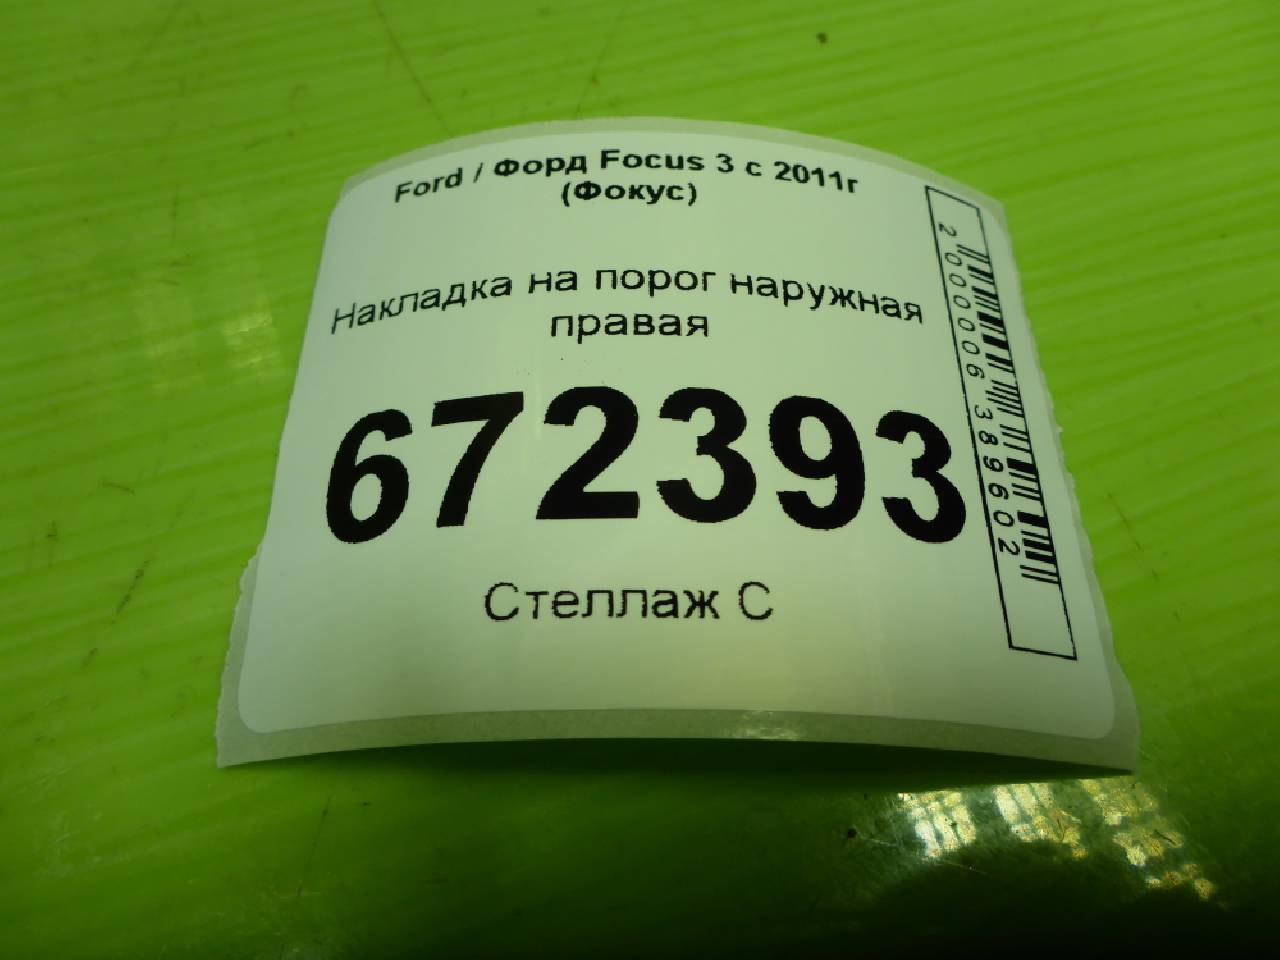 Ford / Форд Focus 3 с 2011г
(Фокус)
Накладка на порог наружная
правая
672393
Стеллаж С
2000006389602